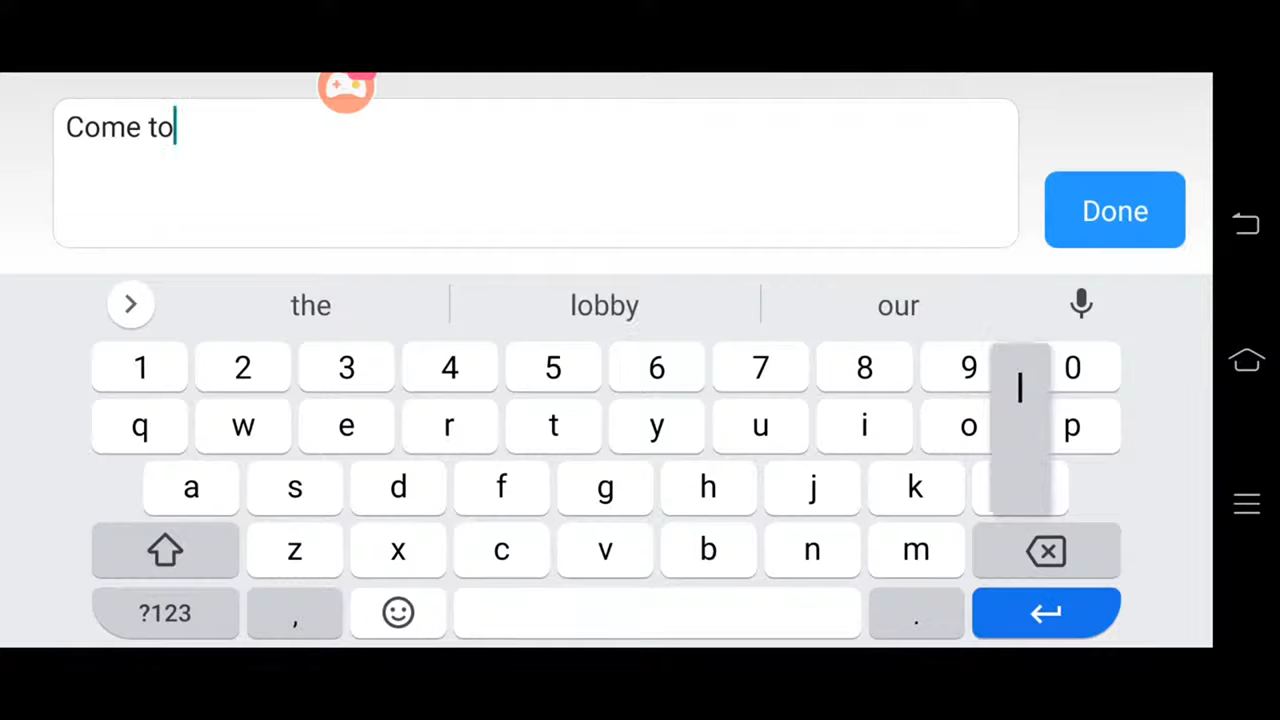 Come to
Done
the lobby our
1 2 3 4 5 6 7 8 9 0
q w e r t y u i o p
l
a s d f g h j k
z x c v b n m
?123 , .